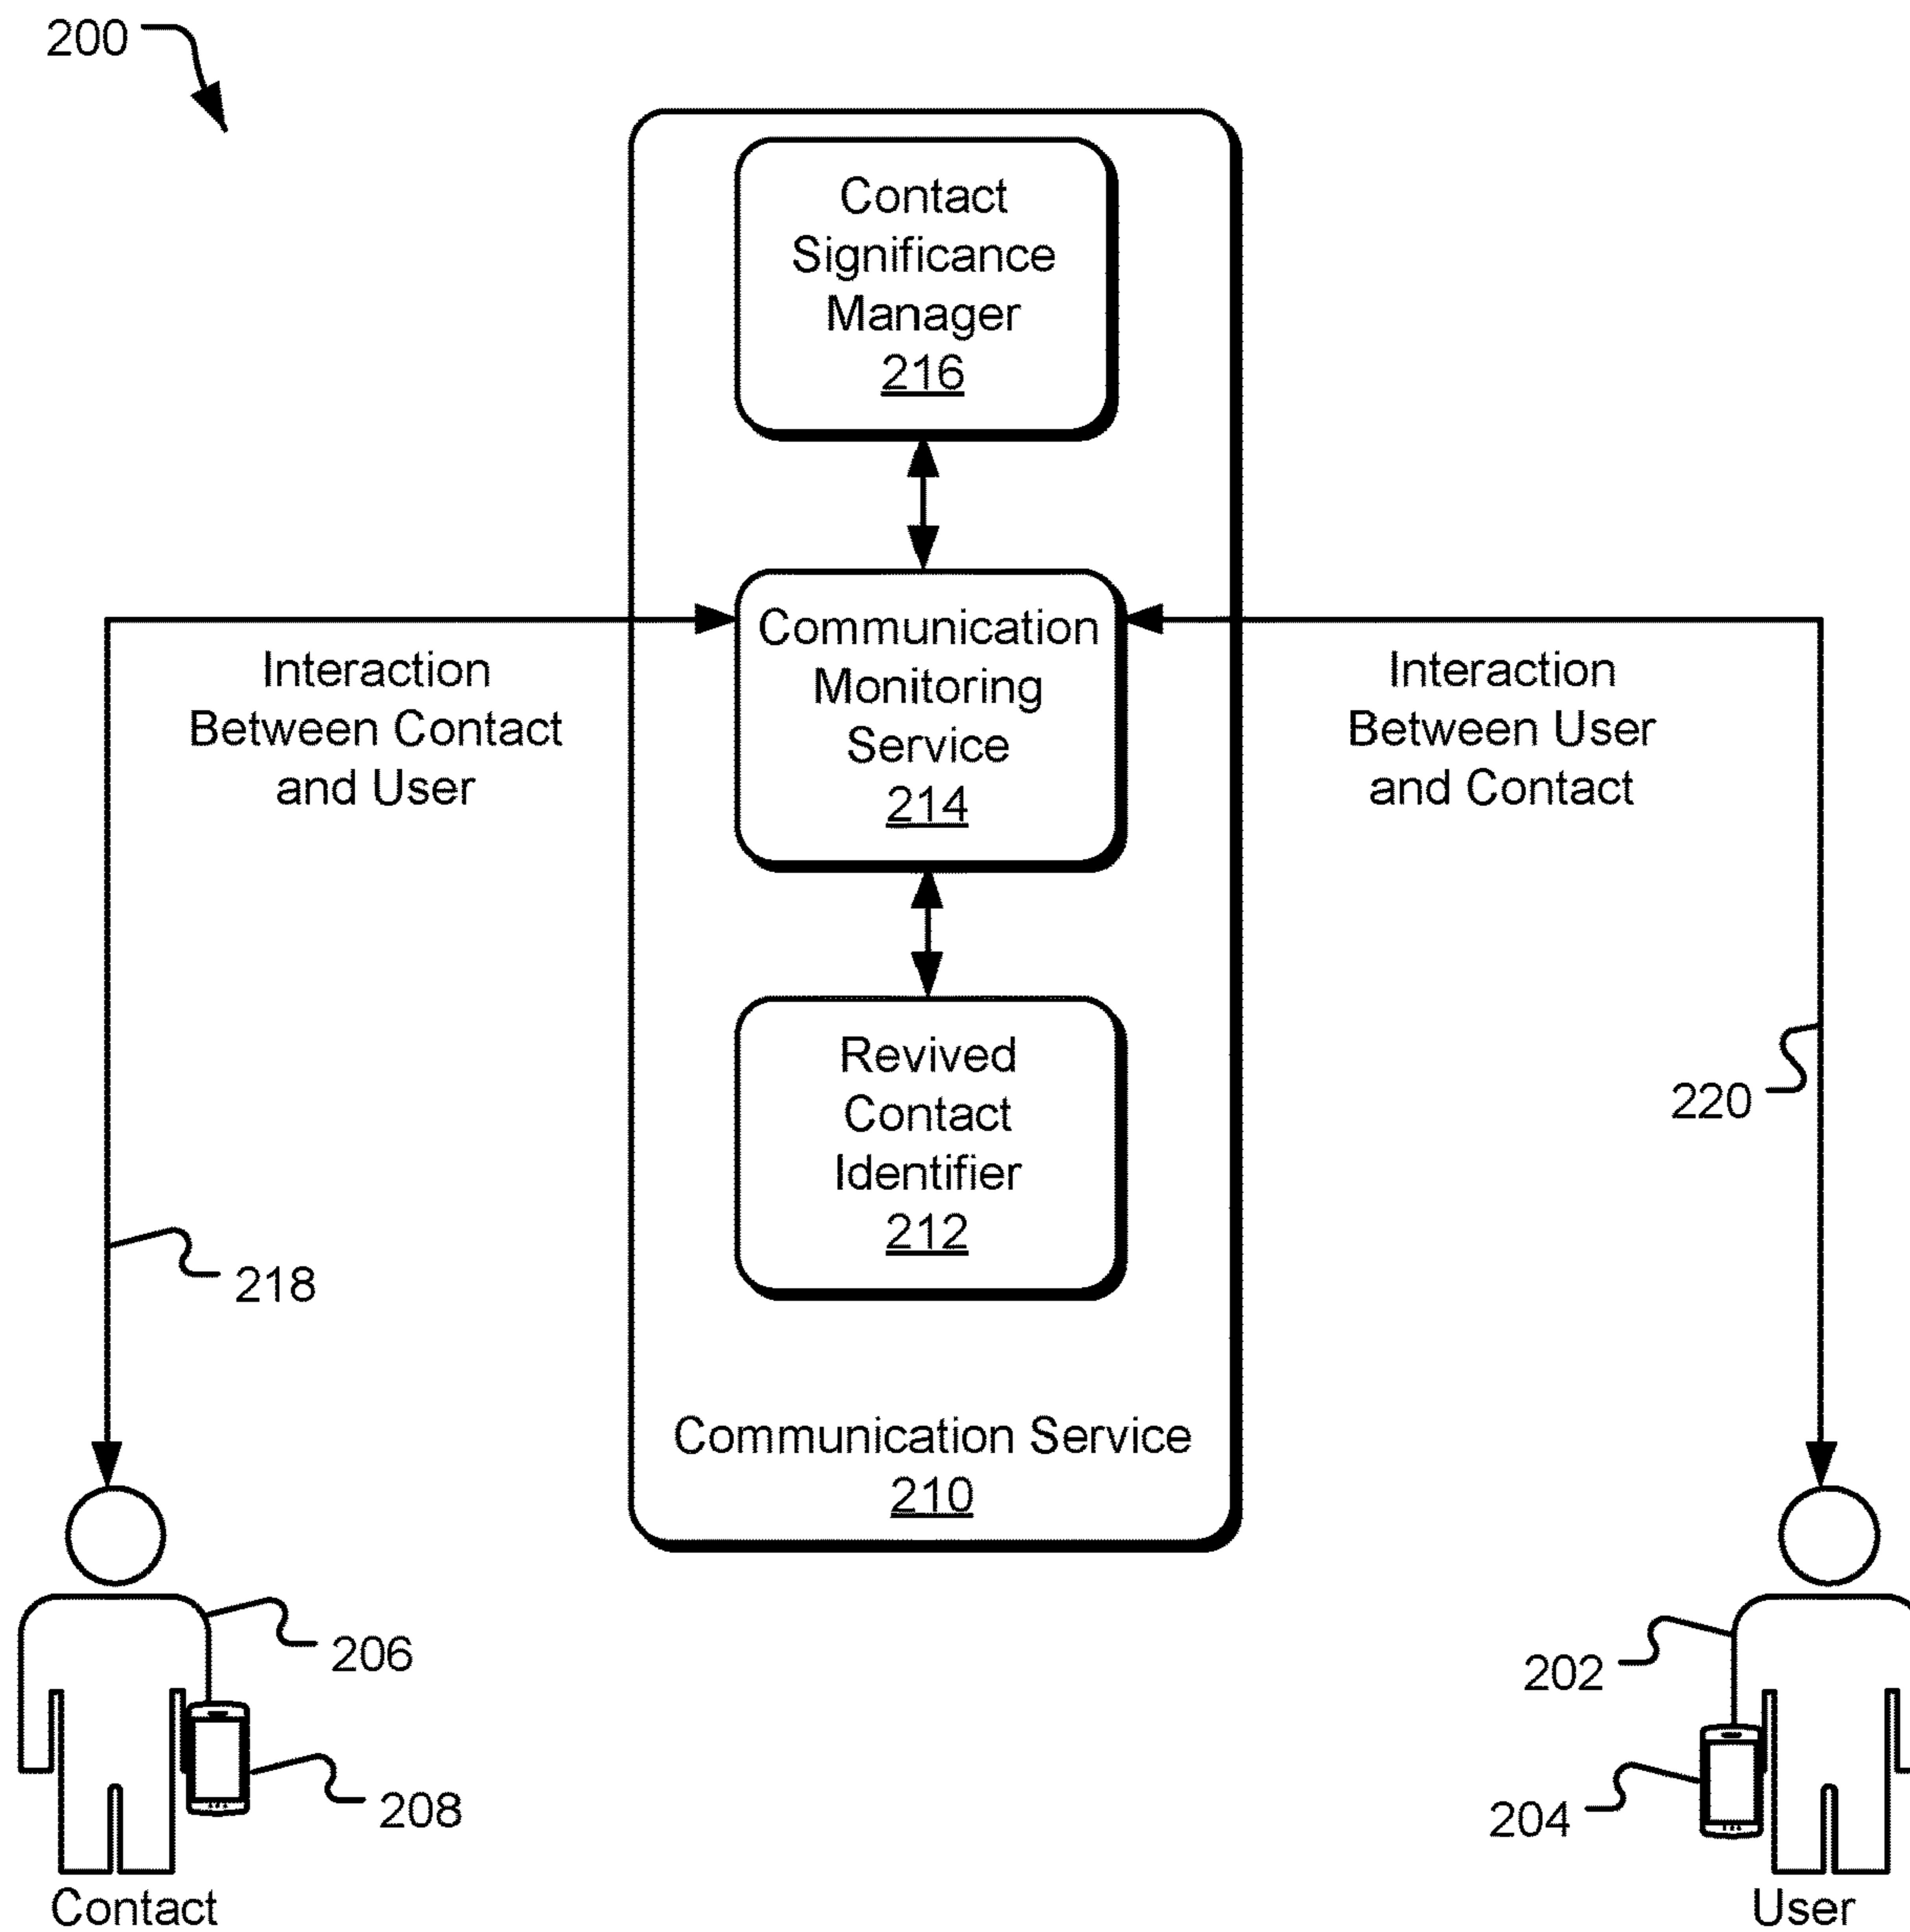 200
Contact
Significance
Manager
216
Communication
Monitoring
Service
214
Interaction
Between Contact
and User
Interaction
Between User
and Contact
Revived
Contact
Identifier
212
220
218
Communication Service
210
206
202
208
204
Contact
User